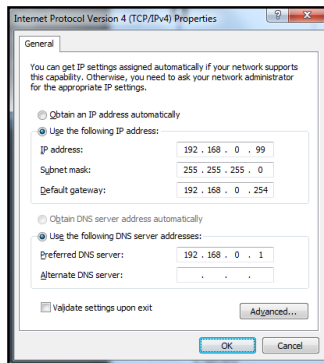 Internet Protocol Version 4 (TCP/IPv4) Properties
General
You can get IP settings assigned automatically if your network supports
this capability. Otherwise, you need to ask your network administrator
for the appropriate IP settings.
Obtain an IP address automatically
Use the following IP address:
IP address: 192 . 168 . 0 . 99
Subnet mask: 255 . 255 . 255 . 0
Default gateway: 192 . 168 . 0 . 254
Obtain DNS server address automatically
Use the following DNS server addresses:
Preferred DNS server: 192 . 168 . 0 . 1
Alternate DNS server: . . .
Validate settings upon exit
Advanced...
OK Cancel